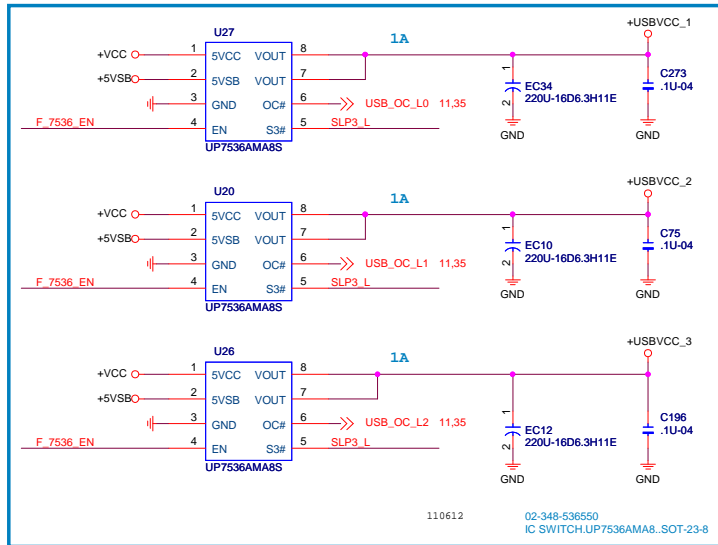 U27
1A
+USBVCC_1
+VCC 1 5VCC VOUT 8
+5VSB 2 5VSB VOUT 7
3 GND OC# 6 USB_OC_L0 11,35
F_7536_EN 4 EN S3# 5 SLP3_L
UP7536AMA8S
1
2
EC34
220U-16D6.3H11E
GND
C273
.1U-04
GND
U20
1A
+USBVCC_2
+VCC 1 5VCC VOUT 8
+5VSB 2 5VSB VOUT 7
3 GND OC# 6 USB_OC_L1 11,35
F_7536_EN 4 EN S3# 5 SLP3_L
UP7536AMA8S
1
2
EC10
220U-16D6.3H11E
GND
C75
.1U-04
GND
U26
1A
+USBVCC_3
+VCC 1 5VCC VOUT 8
+5VSB 2 5VSB VOUT 7
3 GND OC# 6 USB_OC_L2 11,35
F_7536_EN 4 EN S3# 5 SLP3_L
UP7536AMA8S
1
2
EC12
220U-16D6.3H11E
GND
C196
.1U-04
GND
110612
02-348-536550
IC SWITCH.UP7536AMA8..SOT-23-8